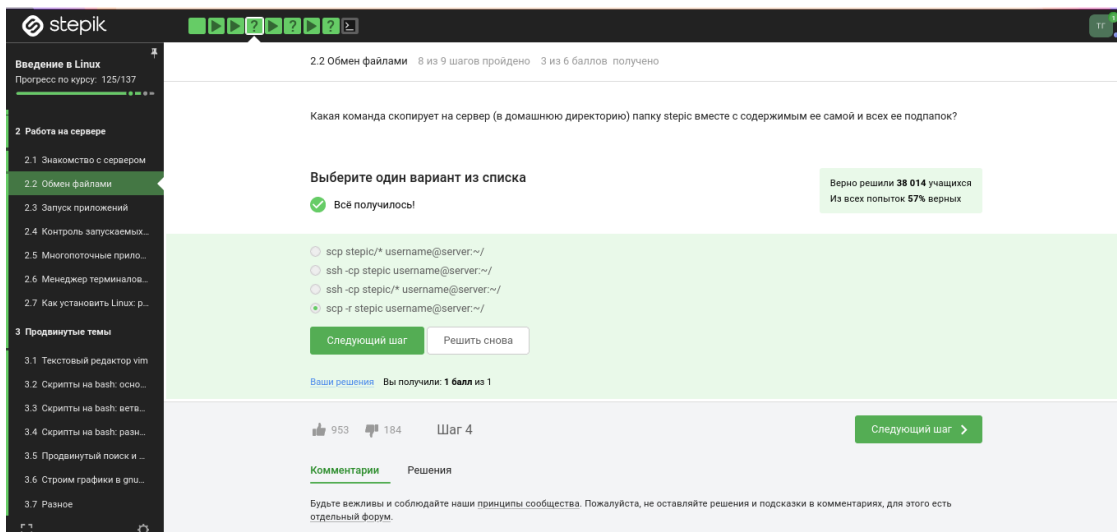 stepik
ТГ
1
Введение в Linux
Прогресс по курсу: 125/137
2 Работа на сервере
2.1 Знакомство с сервером
2.2 Обмен файлами
2.3 Запуск приложений
2.4 Контроль запускаемых...
2.5 Многопоточные прило...
2.6 Менеджер терминалов...
2.7 Как установить Linux: р...
3 Продвинутые темы
3.1 Текстовый редактор vim
3.2 Скрипты на bash: осно...
3.3 Скрипты на bash: ветв...
3.4 Скрипты на bash: разн...
3.5 Продвинутый поиск и ...
3.6 Строим графики в gnu...
3.7 Разное
2.2 Обмен файлами 8 из 9 шагов пройдено 3 из 6 баллов получено
Какая команда скопирует на сервер (в домашнюю директорию) папку stepic вместе с содержимым ее самой и всех ее подпапок?
Выберите один вариант из списка
Всё получилось!
Верно решили 38 014 учащихся
Из всех попыток 57% верных
scp stepic/* username@server:~/
ssh -cp stepic username@server:~/
ssh -cp stepic/* username@server:~/
scp -r stepic username@server:~/
Следующий шаг
Решить снова
Ваши решения Вы получили: 1 балл из 1
953 184 Шаг 4
Следующий шаг
Комментарии Решения
Будьте вежливы и соблюдайте наши принципы сообщества. Пожалуйста, не оставляйте решения и подсказки в комментариях, для этого есть
отдельный форум.